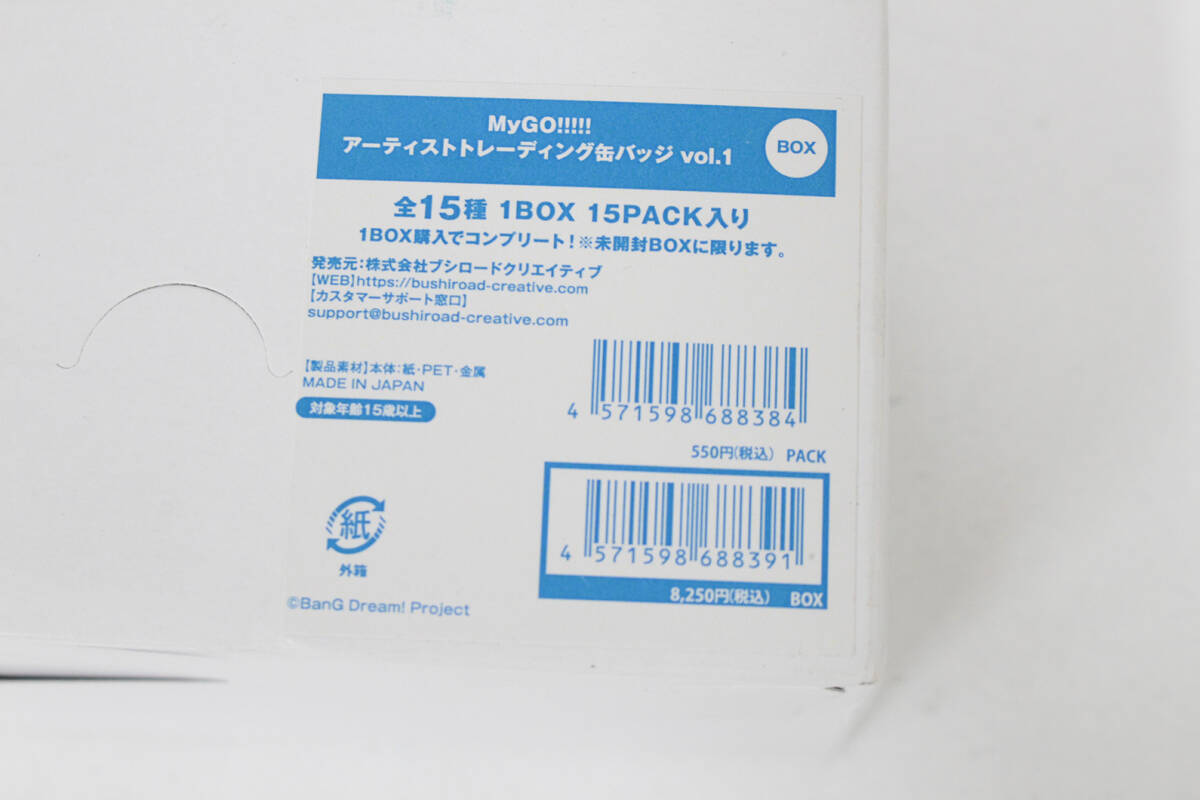 MyGO!!!!!
アーティストトレーディング缶バッジ vol.1
BOX
全15種 1BOX 15PACK入り
1BOX購入でコンプリート！※未開封BOXに限ります。
発売元：株式会社ブシロードクリエイティブ
【WEB】https://bushiroad-creative.com
【カスタマーサポート窓口】
support@bushiroad-creative.com
【製品素材】本体：紙・PET・金属
MADE IN JAPAN
対象年齢15歳以上
4 571598 688384
550円(税込) PACK
4 571598 688391
8,250円(税込) BOX
紙
外箱
©BanG Dream! Project